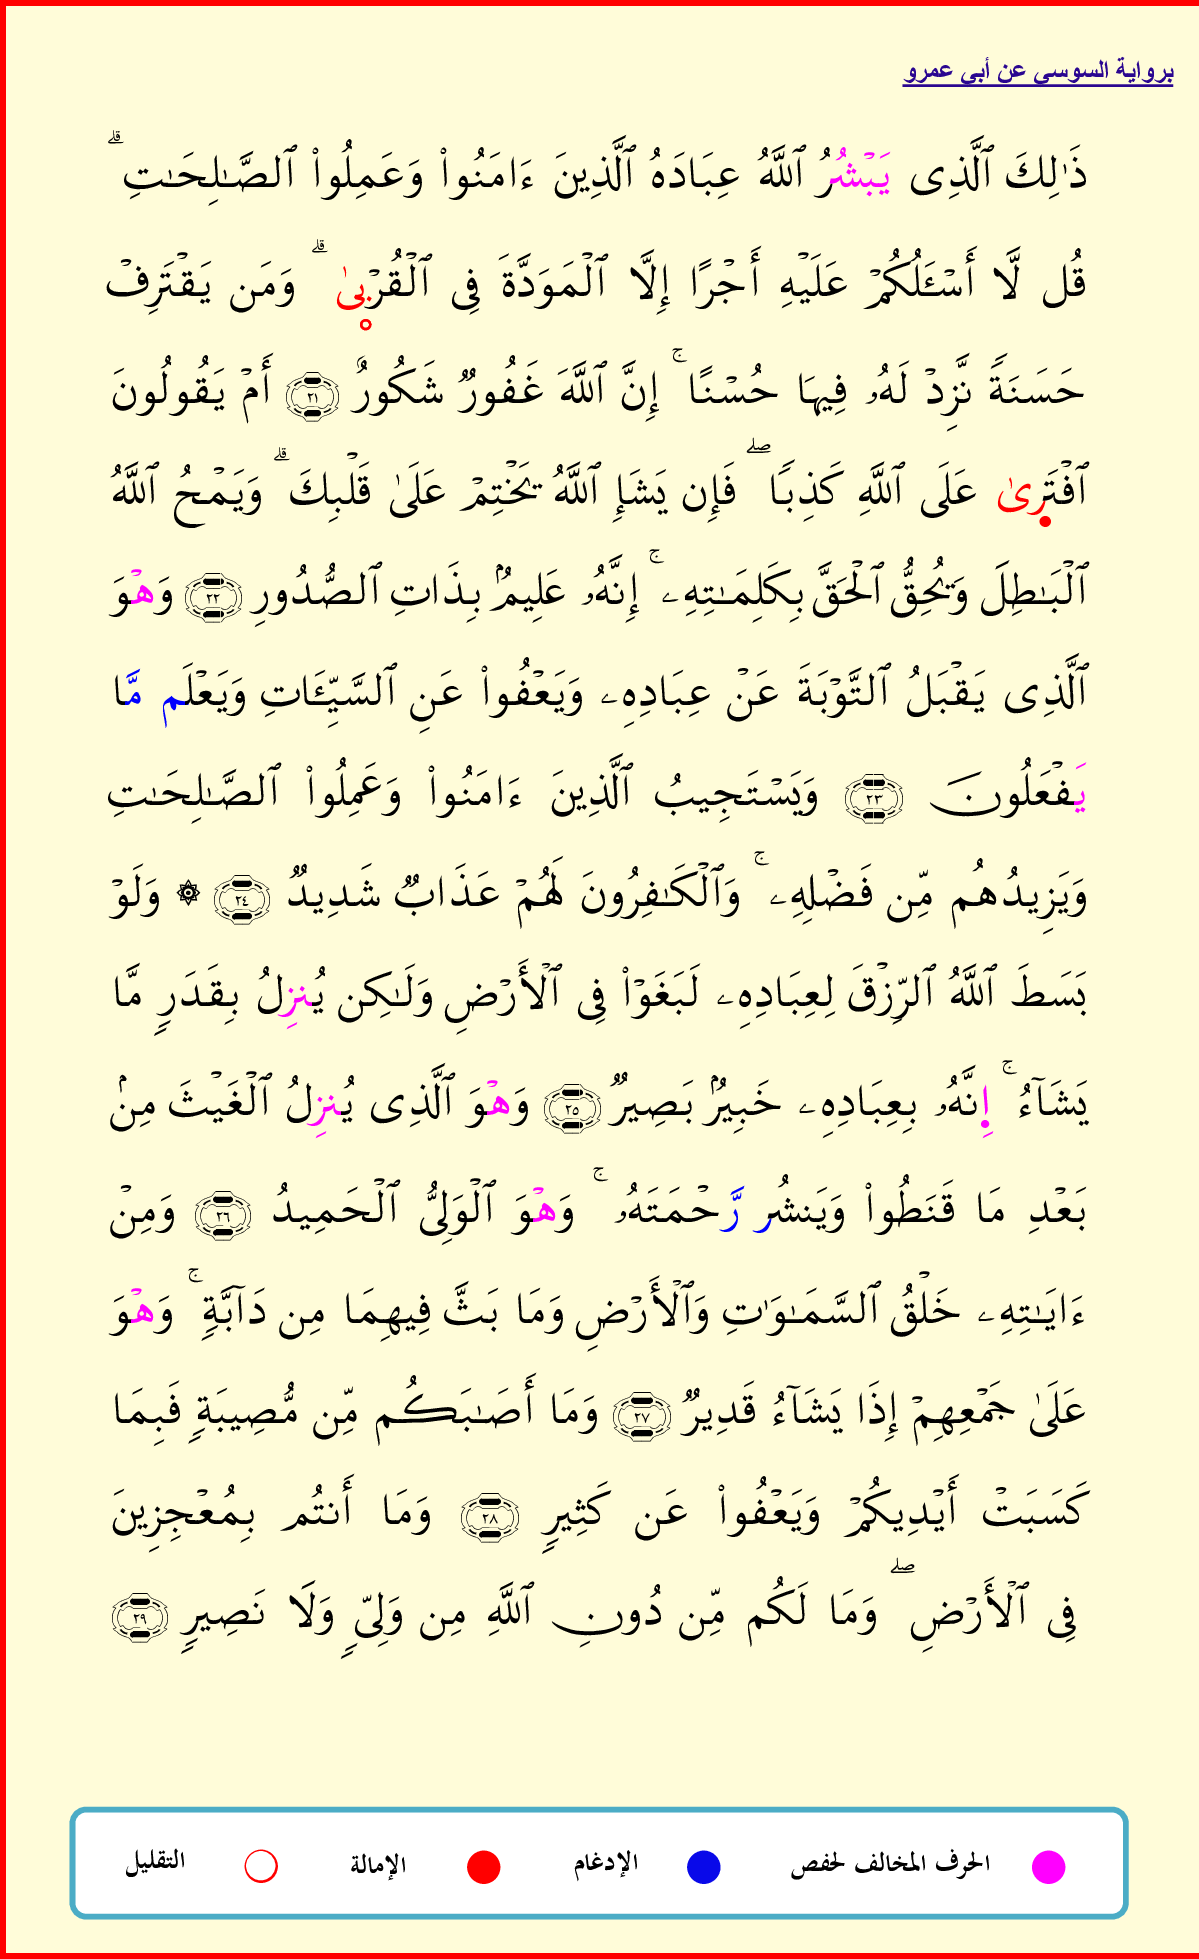 برواية السوسي عن أبي عمرو
ذَٰلِكَ ٱلَّذِى يَبْشُرُ ٱللَّهُ عِبَادَهُ ٱلَّذِينَ ءَامَنُوا۟ وَعَمِلُوا۟ ٱلصَّـٰلِحَـٰتِ ۗ
قُل لَّا أَسْـَٔلُكُمْ عَلَيْهِ أَجْرًا إِلَّا ٱلْمَوَدَّةَ فِى ٱلْقُرْبىٰ ۗ وَمَن يَقْتَرِفْ
حَسَنَةً نَّزِدْ لَهُۥ فِيهَا حُسْنًا ۚ إِنَّ ٱللَّهَ غَفُورٌ شَكُورٌ ٢١ أَمْ يَقُولُونَ
ٱفْتَرىٰ عَلَى ٱللَّهِ كَذِبًا ۖ فَإِن يَشَإِ ٱللَّهُ يَخْتِمْ عَلَىٰ قَلْبِكَ ۗ وَيَمْحُ ٱللَّهُ
ٱلْبَـٰطِلَ وَيُحِقُّ ٱلْحَقَّ بِكَلِمَـٰتِهِۦ ۚ إِنَّهُۥ عَلِيمٌۢ بِذَاتِ ٱلصُّدُورِ ٢٢ وَهْوَ
ٱلَّذِى يَقْبَلُ ٱلتَّوْبَةَ عَنْ عِبَادِهِۦ وَيَعْفُوا۟ عَنِ ٱلسَّيِّـَٔاتِ وَيَعْلَم مَّا
يَفْعَلُونَ ٢٣ وَيَسْتَجِيبُ ٱلَّذِينَ ءَامَنُوا۟ وَعَمِلُوا۟ ٱلصَّـٰلِحَـٰتِ
وَيَزِيدُهُم مِّن فَضْلِهِۦ ۚ وَٱلْكَـٰفِرُونَ لَهُمْ عَذَابٌ شَدِيدٌ ٢٤ ۞ وَلَوْ
بَسَطَ ٱللَّهُ ٱلرِّزْقَ لِعِبَادِهِۦ لَبَغَوْا۟ فِى ٱلْأَرْضِ وَلَـٰكِن يُنزِلُ بِقَدَرٍ مَّا
يَشَآءُ ۚ إِنَّهُۥ بِعِبَادِهِۦ خَبِيرٌۢ بَصِيرٌ ٢٥ وَهْوَ ٱلَّذِى يُنزِلُ ٱلْغَيْثَ مِنۢ
بَعْدِ مَا قَنَطُوا۟ وَيَنشُر رَّحْمَتَهُۥ ۚ وَهْوَ ٱلْوَلِىُّ ٱلْحَمِيدُ ٢٦ وَمِنْ
ءَايَـٰتِهِۦ خَلْقُ ٱلسَّمَـٰوَٰتِ وَٱلْأَرْضِ وَمَا بَثَّ فِيهِمَا مِن دَآبَّةٍ ۚ وَهْوَ
عَلَىٰ جَمْعِهِمْ إِذَا يَشَآءُ قَدِيرٌ ٢٧ وَمَا أَصَـٰبَكُم مِّن مُّصِيبَةٍ فَبِمَا
كَسَبَتْ أَيْدِيكُمْ وَيَعْفُوا۟ عَن كَثِيرٍ ٢٨ وَمَا أَنتُم بِمُعْجِزِينَ
فِى ٱلْأَرْضِ ۖ وَمَا لَكُم مِّن دُونِ ٱللَّهِ مِن وَلِىٍّ وَلَا نَصِيرٍ ٢٩
الحرف المخالف لحفص الإدغام الإمالة التقليل